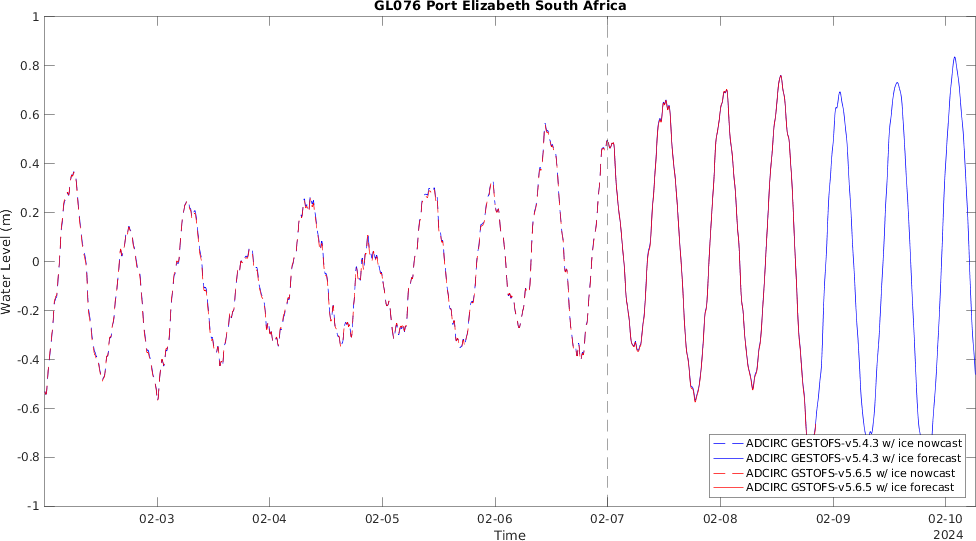 GL076 Port Elizabeth South Africa
1
0.8
0.6
0.4
0.2
0
-0.2
-0.4
-0.6
-0.8
-1
Water Level (m)
ADCIRC GESTOFS-v5.4.3 w/ ice nowcast
ADCIRC GESTOFS-v5.4.3 w/ ice forecast
ADCIRC GSTOFS-v5.6.5 w/ ice nowcast
ADCIRC GSTOFS-v5.6.5 w/ ice forecast
02-03 02-04 02-05 02-06 02-07 02-08 02-09 02-10
Time 2024